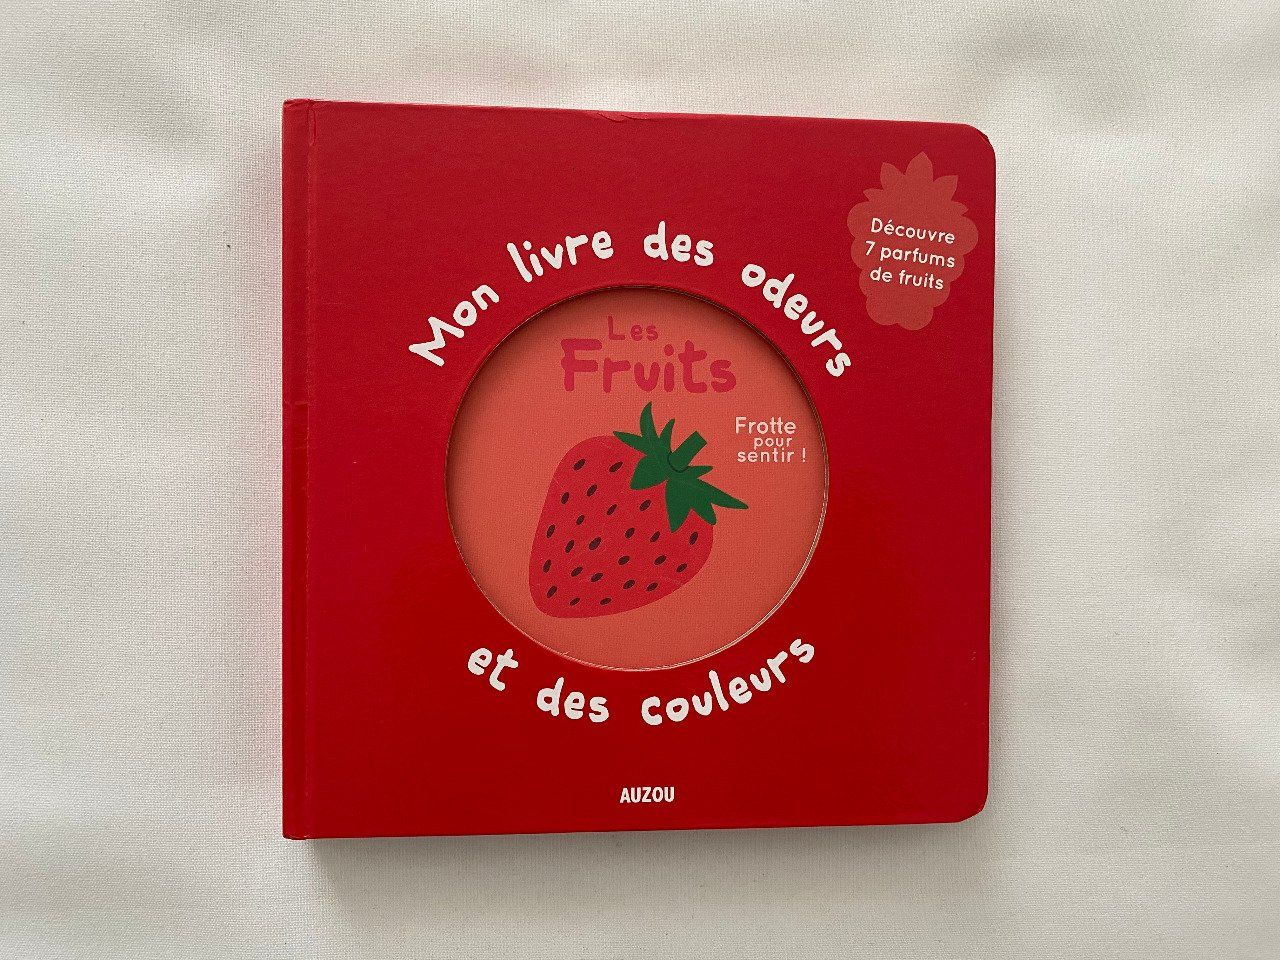 Mon livre des odeurs
Découvre
7 parfums
de fruits
Les
Fruits
Frotte
pour
sentir !
et des couleurs
AUZOU